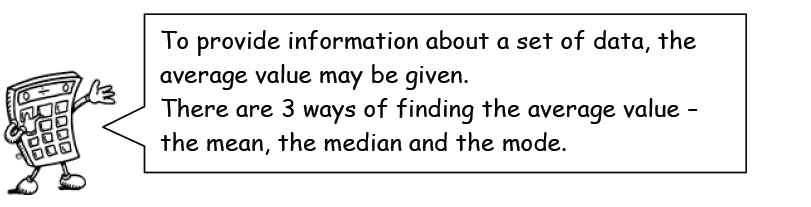 To provide information about a set of data, the
average value may be given.
There are 3 ways of finding the average value –
the mean, the median and the mode.